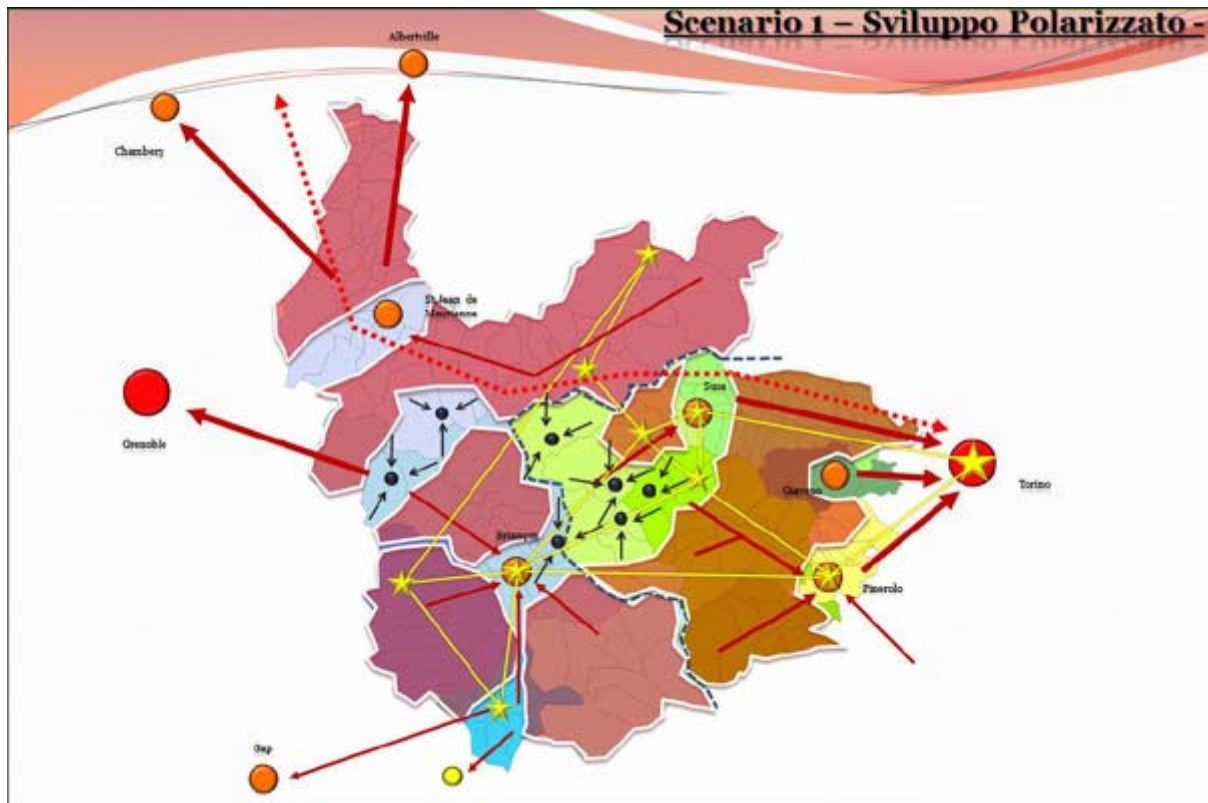 Scenario 1 – Sviluppo Polarizzato -
Albertville
Chambery
St Jean de
Maurienne
Susa
Grenoble
Giaveno
Torino
Briançon
Pinerolo
Gap